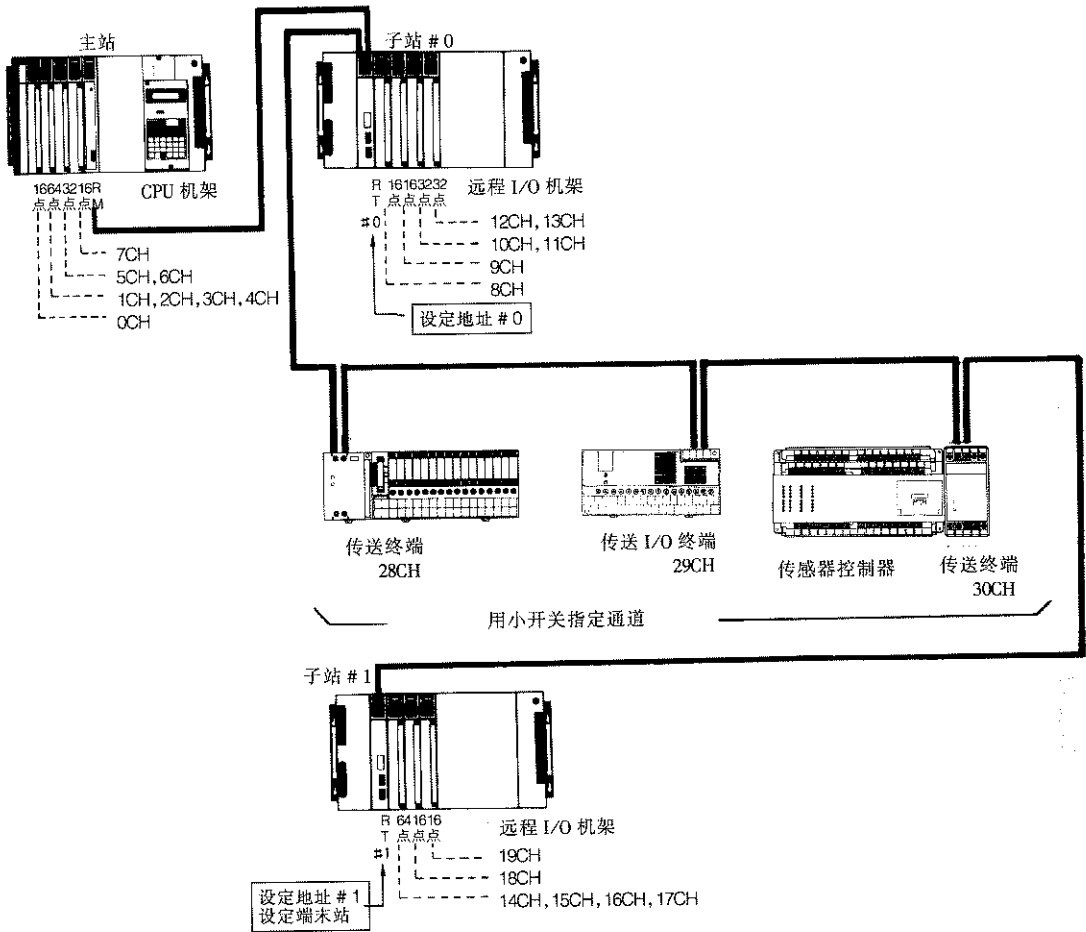 主站
子站 #0
16643216R
点点点点M
CPU 机架
7CH
5CH,6CH
1CH,2CH,3CH,4CH
0CH
R 16163232
T 点点点点
#0
远程 I/O 机架
12CH,13CH
10CH,11CH
9CH
8CH
设定地址 #0
传送终端
28CH
传送 I/O 终端
29CH
传感器控制器
传送终端
30CH
用小开关指定通道
子站 #1
R 641616
T 点点点
#1
远程 I/O 机架
19CH
18CH
14CH,15CH,16CH,17CH
设定地址 #1
设定端末站